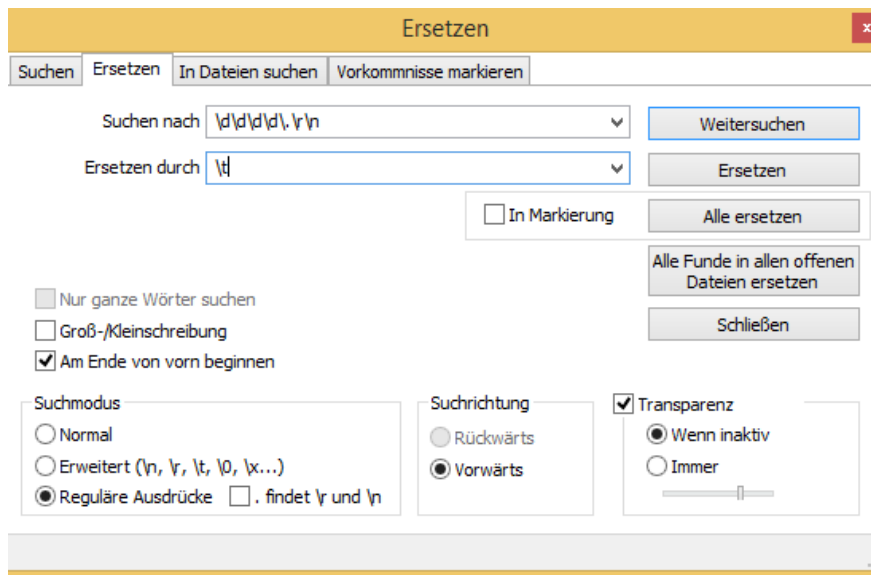 Ersetzen
x
Suchen
Ersetzen
In Dateien suchen
Vorkommnisse markieren
Suchen nach
\d\d\d\d\.\r\n
Weitersuchen
Ersetzen durch
\t
Ersetzen
In Markierung
Alle ersetzen
Alle Funde in allen offenen
Dateien ersetzen
Nur ganze Wörter suchen
Groß-/Kleinschreibung
Schließen
Am Ende von vorn beginnen
Suchmodus
Normal
Erweitert (\n, \r, \t, \0, \x...)
Reguläre Ausdrücke
. findet \r und \n
Suchrichtung
Rückwärts
Vorwärts
Transparenz
Wenn inaktiv
Immer